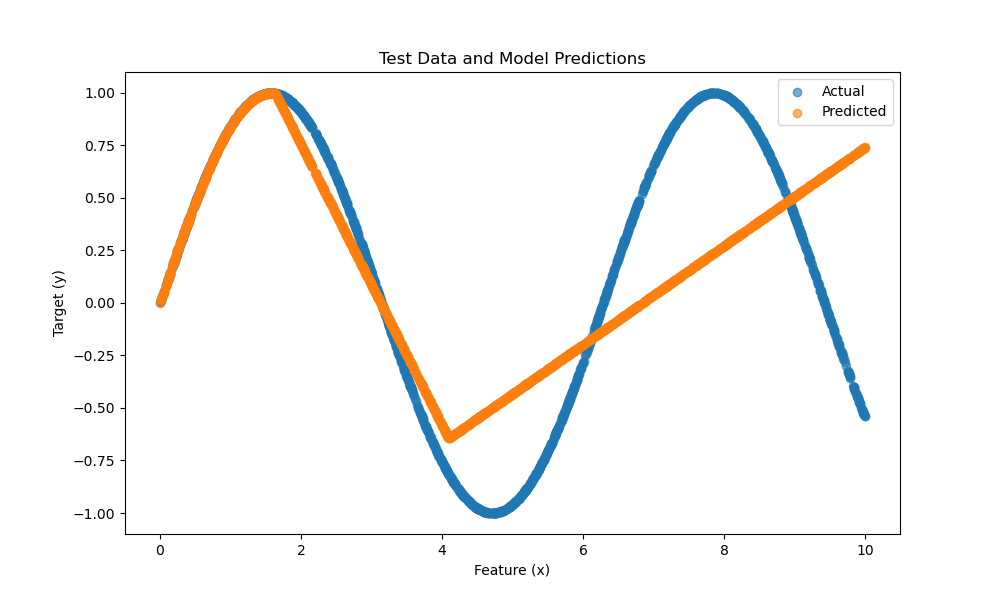 Test Data and Model Predictions
Actual
Predicted
1.00
0.75
0.50
0.25
0.00
−0.25
−0.50
−0.75
−1.00
Target (y)
0 2 4 6 8 10
Feature (x)